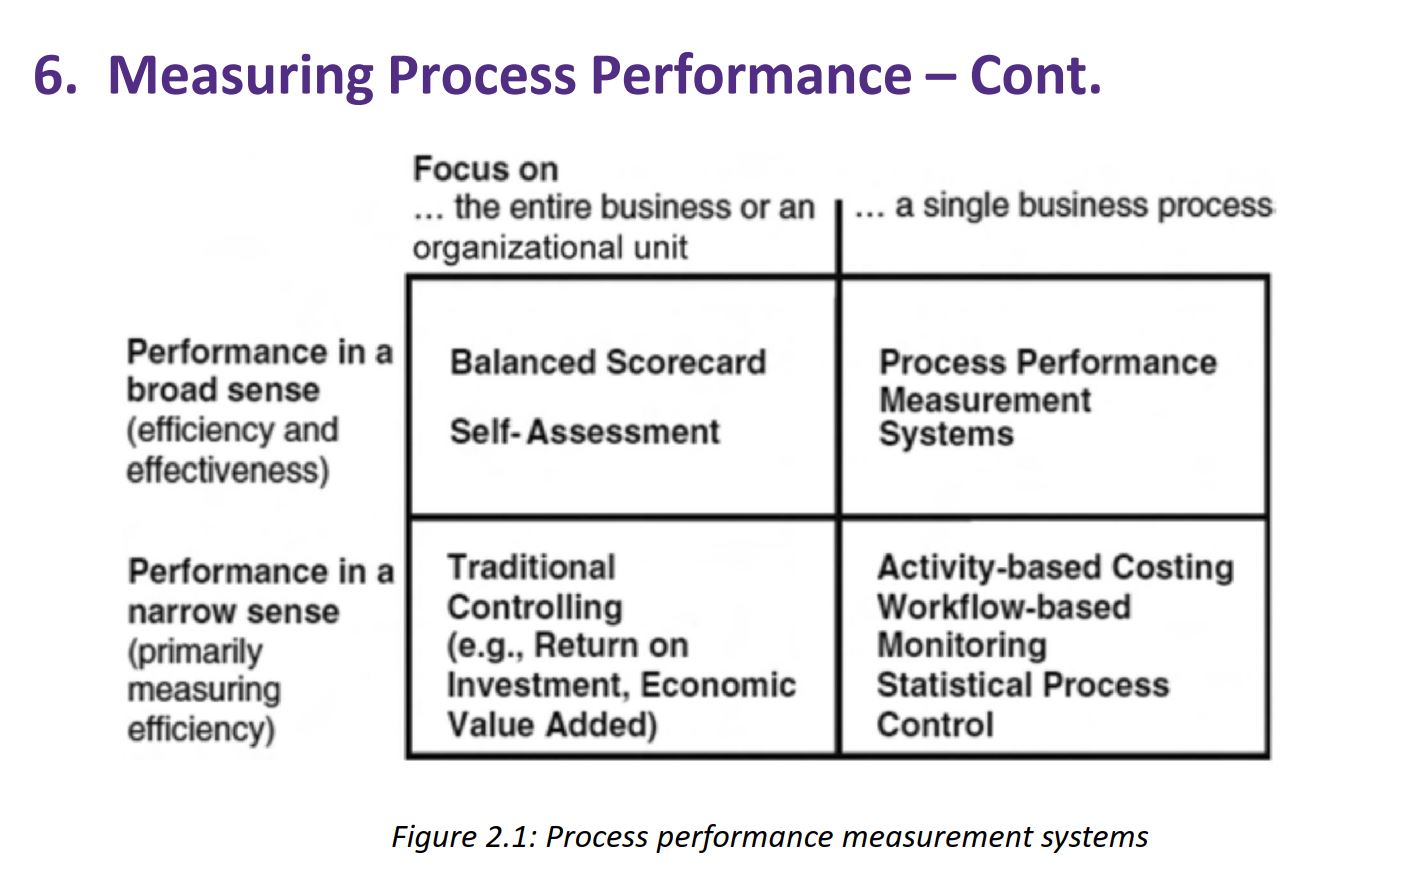 6. Measuring Process Performance – Cont.
Focus on
... the entire business or an
organizational unit
... a single business process
Performance in a
broad sense
(efficiency and
effectiveness)
Balanced Scorecard
Self-Assessment
Process Performance
Measurement
Systems
Performance in a
narrow sense
(primarily
measuring
efficiency)
Traditional
Controlling
(e.g., Return on
Investment, Economic
Value Added)
Activity-based Costing
Workflow-based
Monitoring
Statistical Process
Control
Figure 2.1: Process performance measurement systems